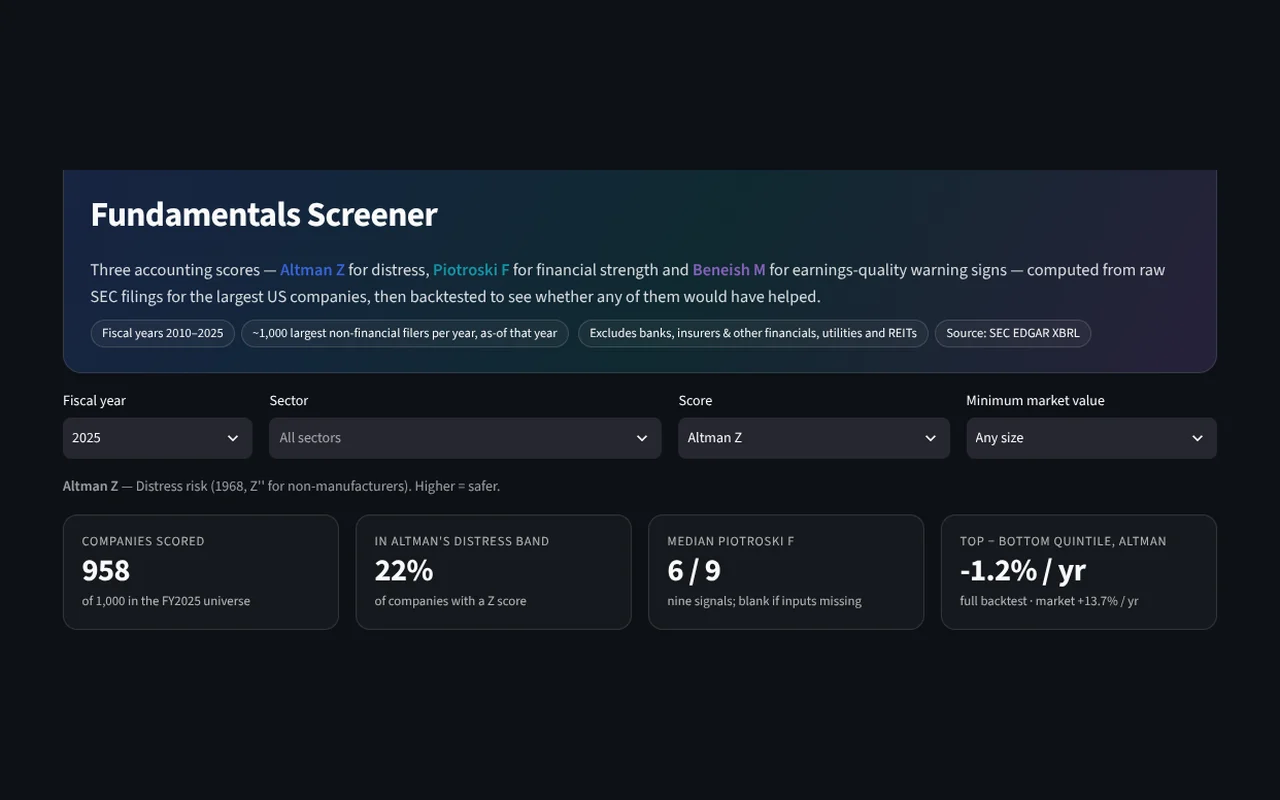 Fundamentals Screener
Three accounting scores — Altman Z for distress, Piotroski F for financial strength and Beneish M for earnings-quality warning signs — computed from raw
SEC filings for the largest US companies, then backtested to see whether any of them would have helped.
Fiscal years 2010–2025 ~1,000 largest non-financial filers per year, as-of that year Excludes banks, insurers & other financials, utilities and REITs Source: SEC EDGAR XBRL
Fiscal year Sector Score Minimum market value
2025 All sectors Altman Z Any size
Altman Z — Distress risk (1968, Z'' for non-manufacturers). Higher = safer.
COMPANIES SCORED
958
of 1,000 in the FY2025 universe
IN ALTMAN'S DISTRESS BAND
22%
of companies with a Z score
MEDIAN PIOTROSKI F
6 / 9
nine signals; blank if inputs missing
TOP − BOTTOM QUINTILE, ALTMAN
-1.2% / yr
full backtest · market +13.7% / yr